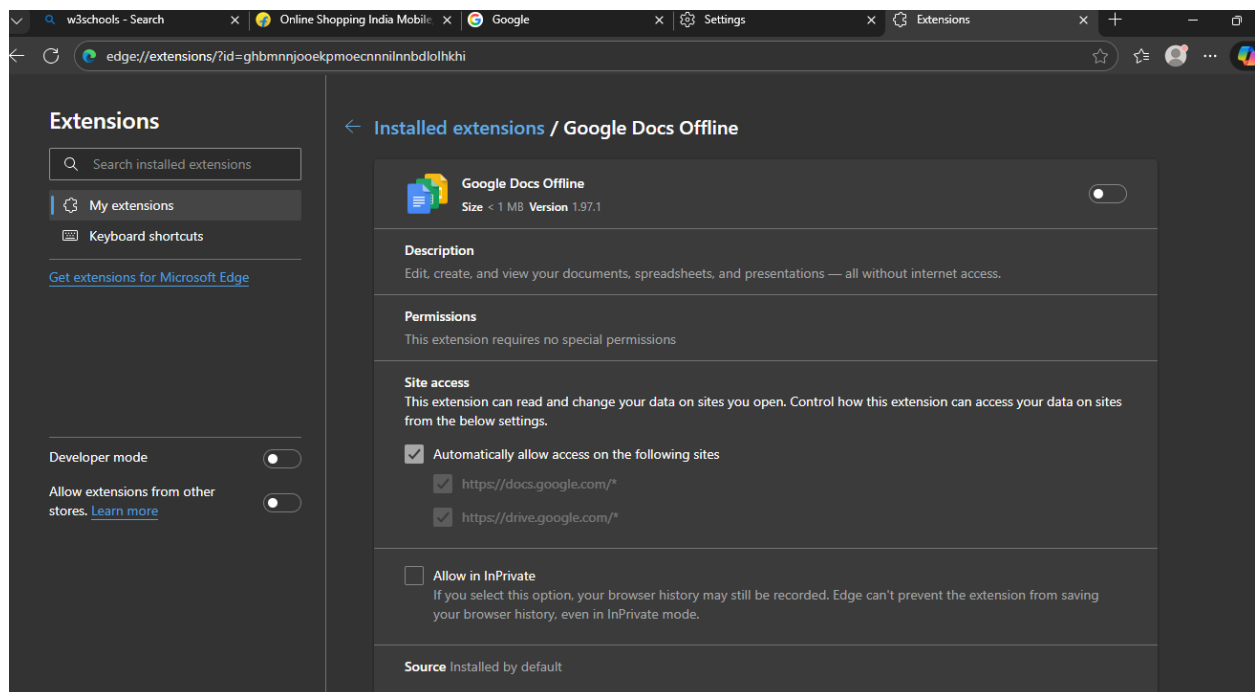 w3schools - Search
Online Shopping India Mobile
Google
Settings
Extensions
edge://extensions/?id=ghbmnnjooekpmoecnnnilnnbdlolhkhi
Extensions
Search installed extensions
My extensions
Keyboard shortcuts
Get extensions for Microsoft Edge
Developer mode
Allow extensions from other
stores. Learn more
Installed extensions / Google Docs Offline
Google Docs Offline
Size < 1 MB Version 1.97.1
Description
Edit, create, and view your documents, spreadsheets, and presentations — all without internet access.
Permissions
This extension requires no special permissions
Site access
This extension can read and change your data on sites you open. Control how this extension can access your data on sites
from the below settings.
Automatically allow access on the following sites
https://docs.google.com/*
https://drive.google.com/*
Allow in InPrivate
If you select this option, your browser history may still be recorded. Edge can't prevent the extension from saving
your browser history, even in InPrivate mode.
Source Installed by default